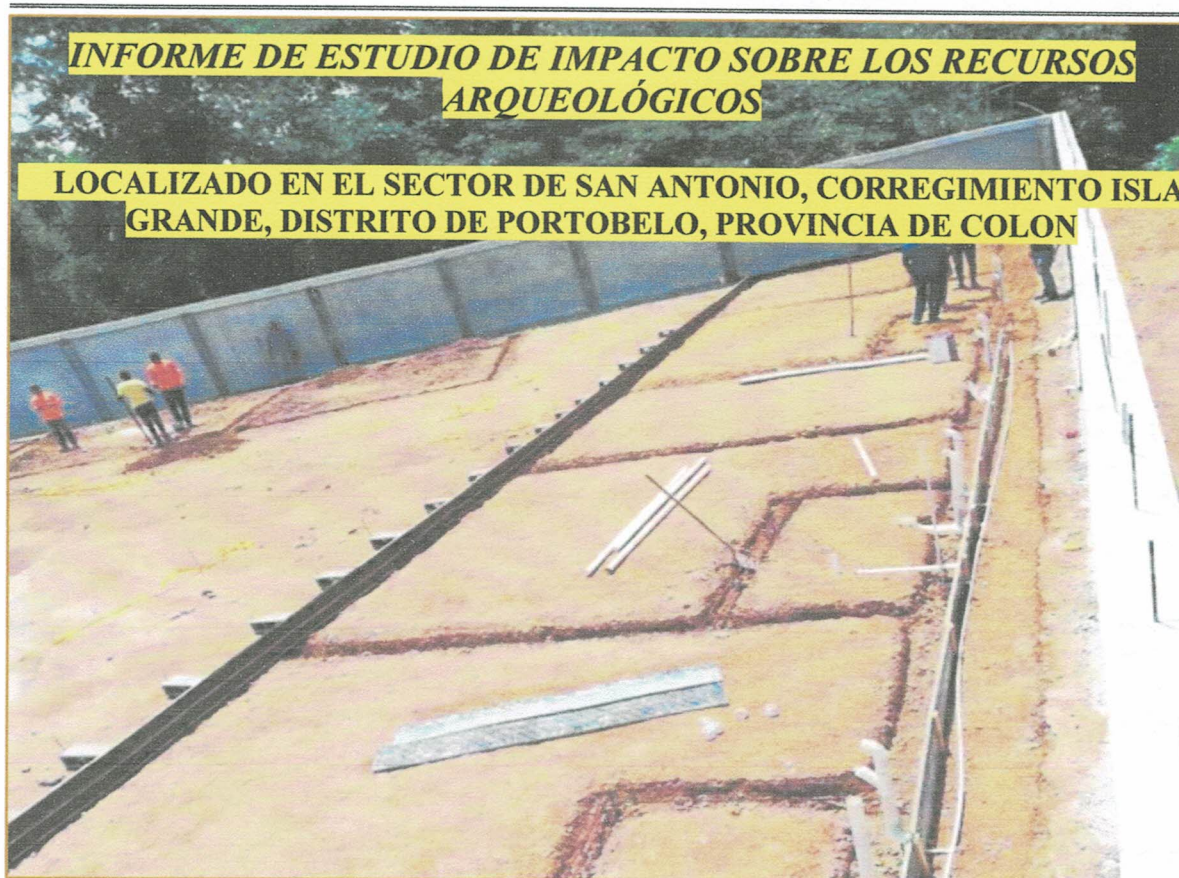 INFORME DE ESTUDIO DE IMPACTO SOBRE LOS RECURSOS
ARQUEOLÓGICOS
LOCALIZADO EN EL SECTOR DE SAN ANTONIO, CORREGIMIENTO ISLA
GRANDE, DISTRITO DE PORTOBELO, PROVINCIA DE COLON